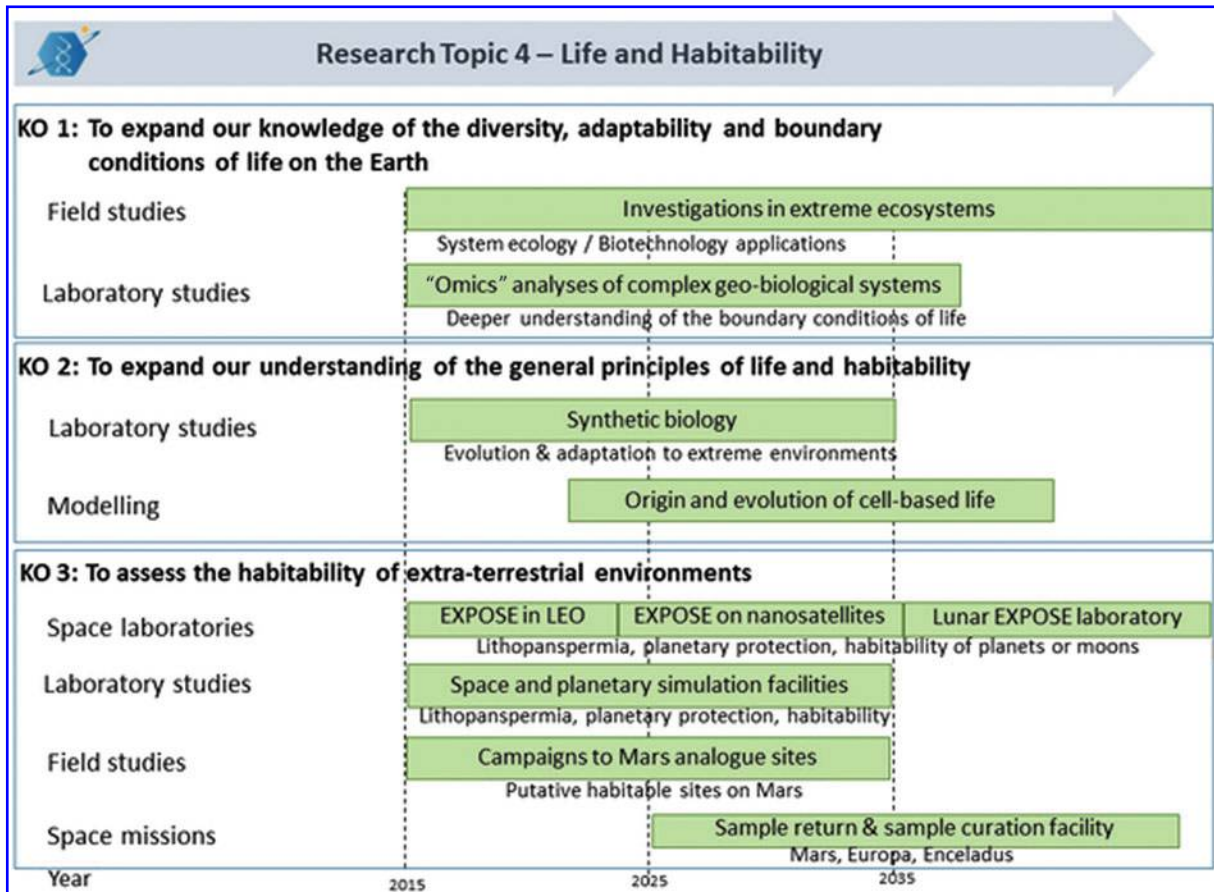 Research Topic 4 – Life and Habitability
KO 1: To expand our knowledge of the diversity, adaptability and boundary
conditions of life on the Earth
Field studies
Investigations in extreme ecosystems
System ecology / Biotechnology applications
Laboratory studies
“Omics” analyses of complex geo-biological systems
Deeper understanding of the boundary conditions of life
KO 2: To expand our understanding of the general principles of life and habitability
Laboratory studies
Synthetic biology
Evolution & adaptation to extreme environments
Modelling
Origin and evolution of cell-based life
KO 3: To assess the habitability of extra-terrestrial environments
Space laboratories
EXPOSE in LEO
EXPOSE on nanosatellites
Lunar EXPOSE laboratory
Lithopanspermia, planetary protection, habitability of planets or moons
Laboratory studies
Space and planetary simulation facilities
Lithopanspermia, planetary protection, habitability
Field studies
Campaigns to Mars analogue sites
Putative habitable sites on Mars
Space missions
Sample return & sample curation facility
Mars, Europa, Enceladus
Year
2015
2025
2035